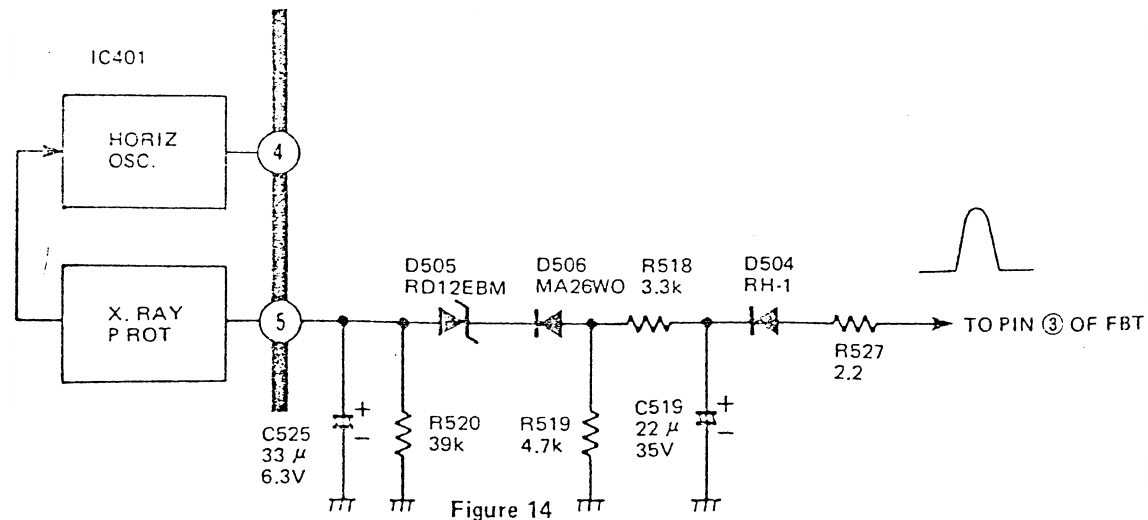 IC401
HORIZ
OSC.
4
X. RAY
PROT
5
D505
RD12EBM
D506
MA26WO
R518
3.3k
D504
RH-1
R527
2.2
TO PIN ③ OF FBT
C525
33 μ
6.3V
R520
39k
R519
4.7k
C519
22 μ
35V
+
-
+
-
Figure 14